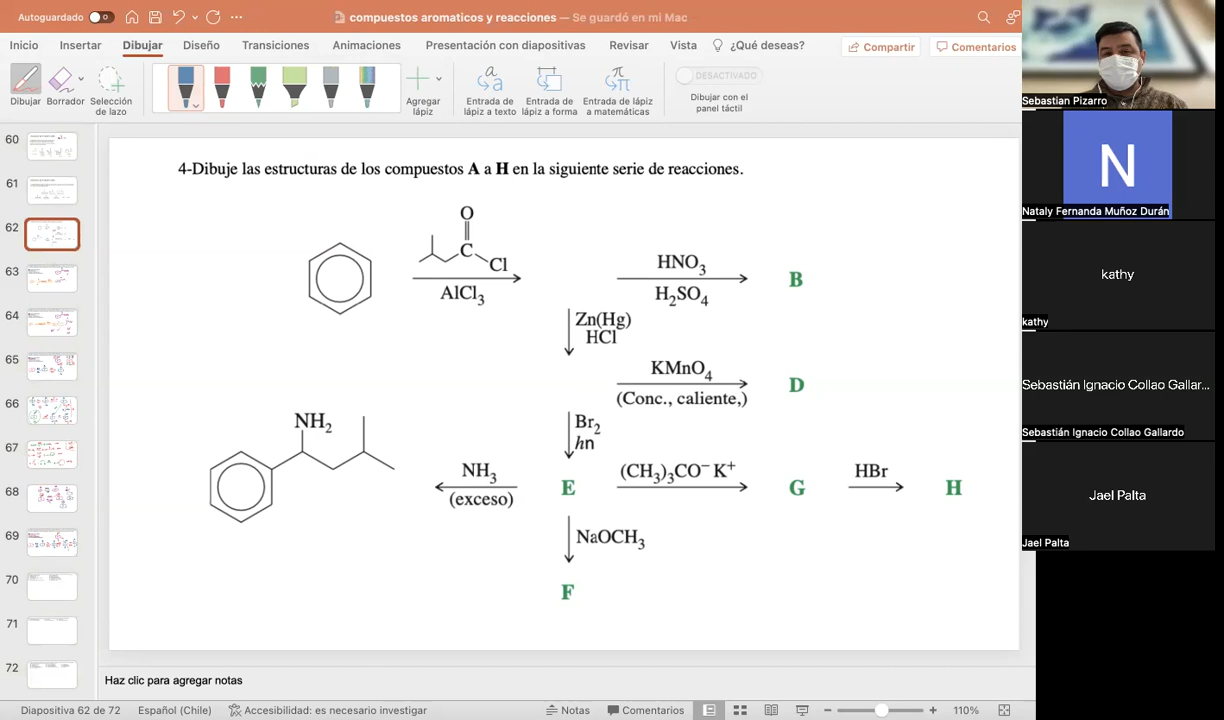 Autoguardado
compuestos aromaticos y reacciones — Se guardó en mi Mac
Inicio Insertar Dibujar Diseño Transiciones Animaciones Presentación con diapositivas Revisar Vista ¿Qué deseas? Compartir Comentarios
Dibujar
Borrador
Selección de lazo
Agregar lápiz
Entrada de lápiz a texto
Entrada de lápiz a forma
Entrada de lápiz a matemáticas
DESACTIVADO
Dibujar con el panel táctil
60
61
62
63
64
65
66
67
68
69
70
71
72
4-Dibuje las estructuras de los compuestos A a H en la siguiente serie de reacciones.
O
C
Cl
AlCl3
HNO3
H2SO4
B
Zn(Hg)
HCl
KMnO4
(Conc., caliente,)
D
Br2
hn
NH2
NH3
(exceso)
E
(CH3)3CO⁻ K⁺
G
HBr
H
NaOCH3
F
Haz clic para agregar notas
Diapositiva 62 de 72 Español (Chile) Accesibilidad: es necesario investigar Notas Comentarios 110%
Sebastian Pizarro
N
Nataly Fernanda Muñoz Durán
kathy
kathy
Sebastián Ignacio Collao Gallar...
Sebastián Ignacio Collao Gallardo
Jael Palta
Jael Palta